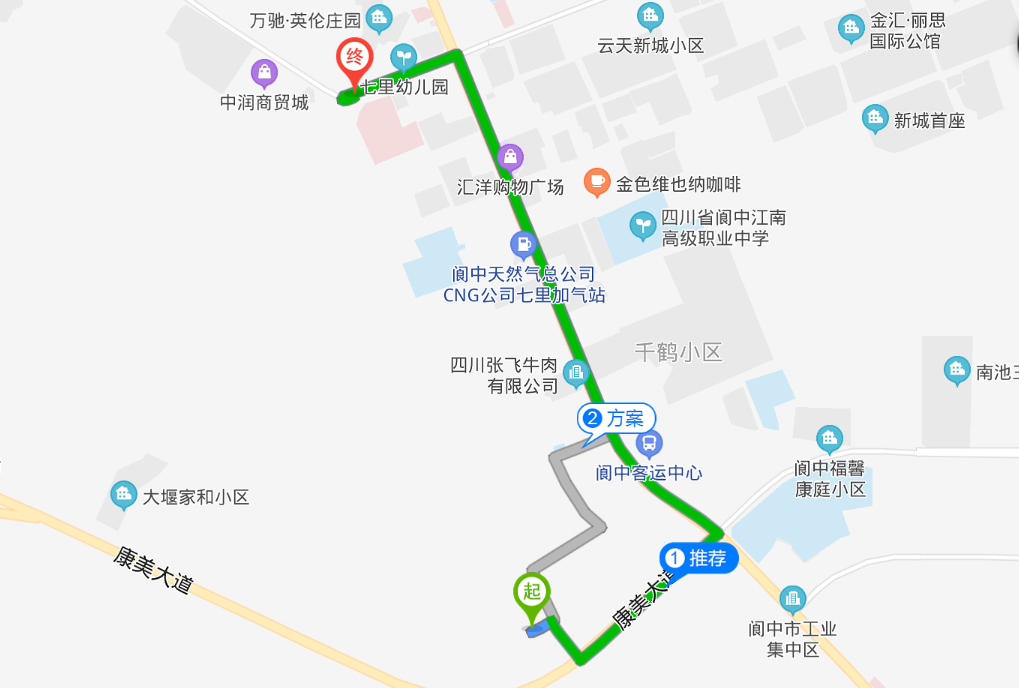 万驰·英伦庄园
云天新城小区
金汇·丽思
国际公馆
终
七里幼儿园
中润商贸城
新城首座
汇洋购物广场
金色维也纳咖啡
四川省阆中江南
高级职业中学
阆中天然气总公司
CNG公司七里加气站
千鹤小区
四川张飞牛肉
有限公司
南池
2 方案
阆中客运中心
阆中福馨
康庭小区
大堰家和小区
康美大道
1 推荐
起
康美大道
阆中市工业
集中区